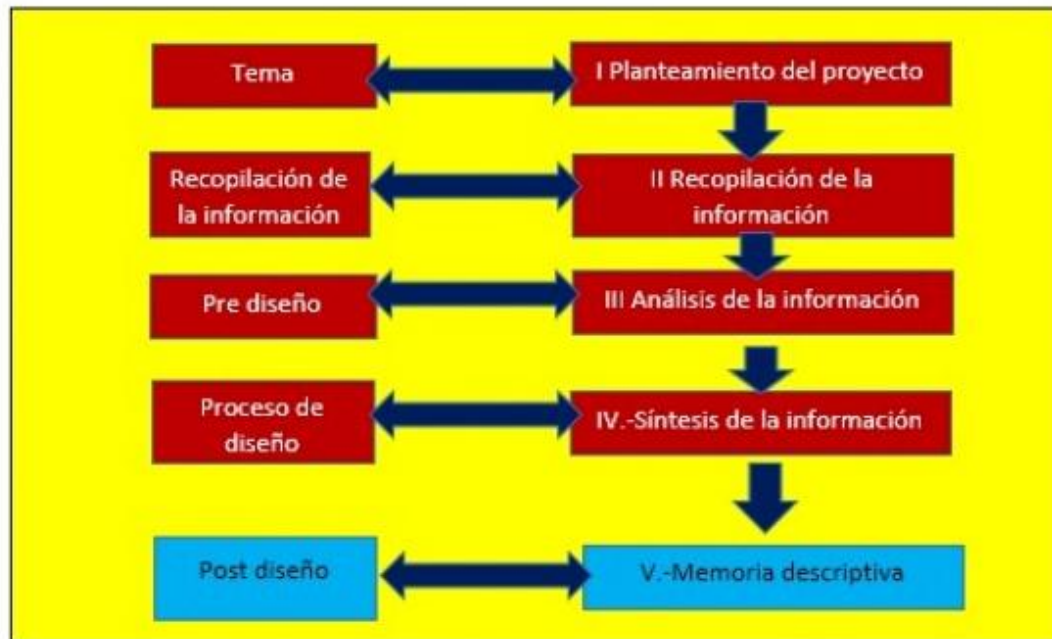 Tema
I Planteamiento del proyecto
Recopilación de
la información
II Recopilación de la
información
Pre diseño
III Análisis de la información
Proceso de
diseño
IV.-Síntesis de la información
Post diseño
V.-Memoria descriptiva